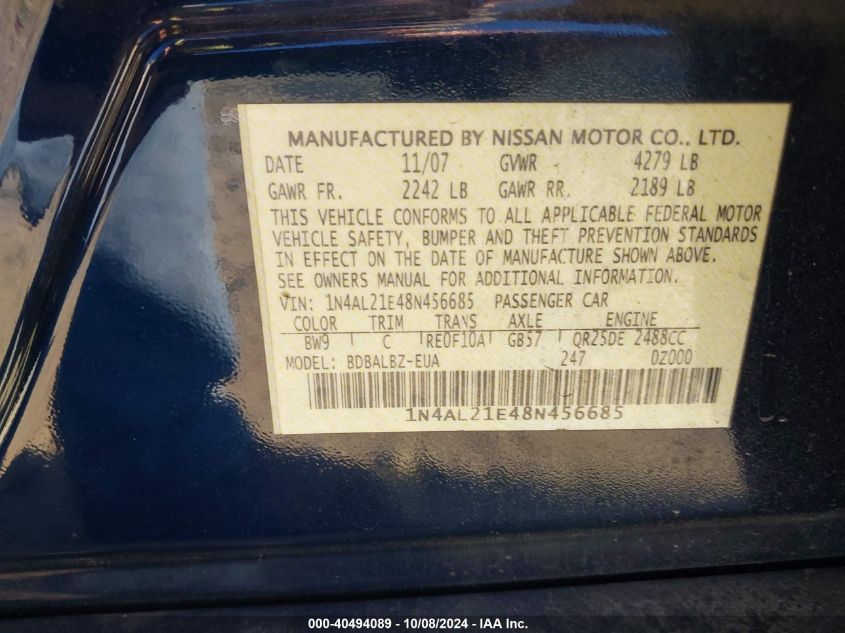 MANUFACTURED BY NISSAN MOTOR CO., LTD.
DATE 11/07 GVWR 4279 LB
GAWR FR. 2242 LB GAWR RR. 2189 LB
THIS VEHICLE CONFORMS TO ALL APPLICABLE FEDERAL MOTOR
VEHICLE SAFETY, BUMPER AND THEFT PREVENTION STANDARDS
IN EFFECT ON THE DATE OF MANUFACTURE SHOWN ABOVE.
SEE OWNERS MANUAL FOR ADDITIONAL INFORMATION.
VIN: 1N4AL21E48N456685 PASSENGER CAR
COLOR TRIM TRANS AXLE ENGINE
BW9 C RE0F10A GB57 QR25DE 2488CC
MODEL: BDBALBZ-EUA 247 0Z000
1N4AL21E48N456685
000-40494089 - 10/08/2024 - IAA Inc.